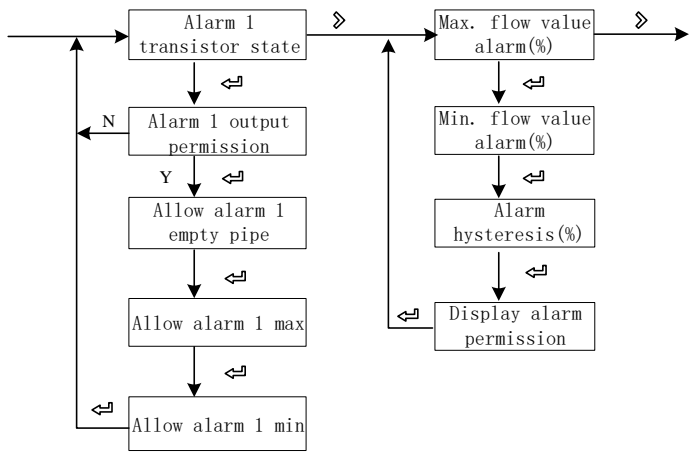 Alarm 1
transistor state
N
Alarm 1 output
permission
Y
Allow alarm 1
empty pipe
Allow alarm 1 max
Allow alarm 1 min
Max. flow value
alarm(%)
Min. flow value
alarm(%)
Alarm
hysteresis(%)
Display alarm
permission